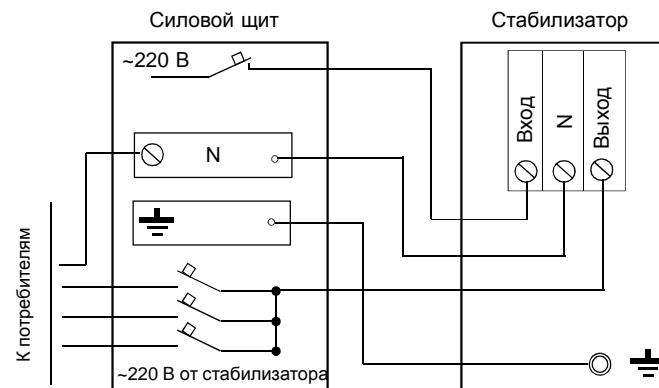 Силовой щит
Стабилизатор
~220 В
Вход
N
Выход
N
К потребителям
~220 В от стабилизатора